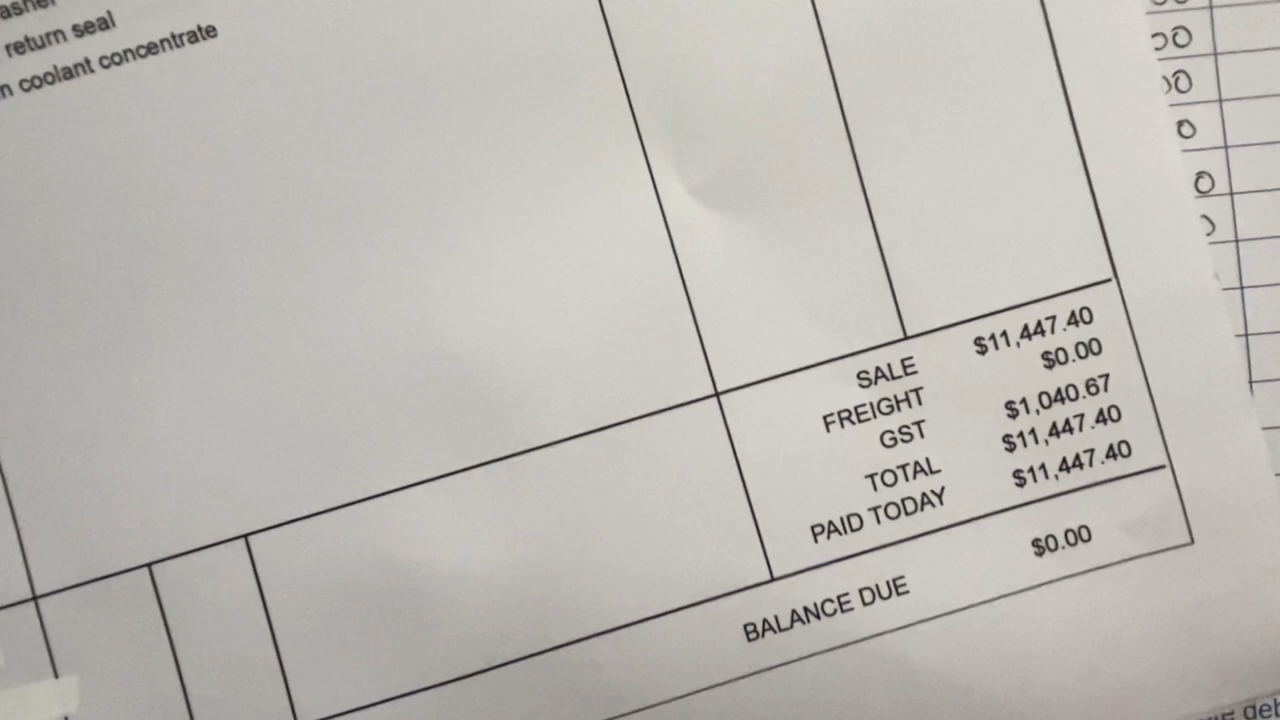 return seal
coolant concentrate
SALE $11,447.40
FREIGHT $0.00
GST $1,040.67
TOTAL $11,447.40
PAID TODAY $11,447.40
BALANCE DUE $0.00